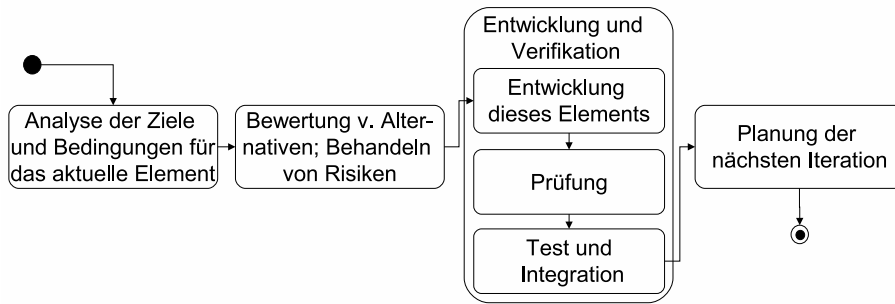 Entwicklung und
Verifikation
Analyse der Ziele
und Bedingungen für
das aktuelle Element
Bewertung v. Alter-
nativen; Behandeln
von Risiken
Entwicklung
dieses Elements
Prüfung
Test und
Integration
Planung der
nächsten Iteration